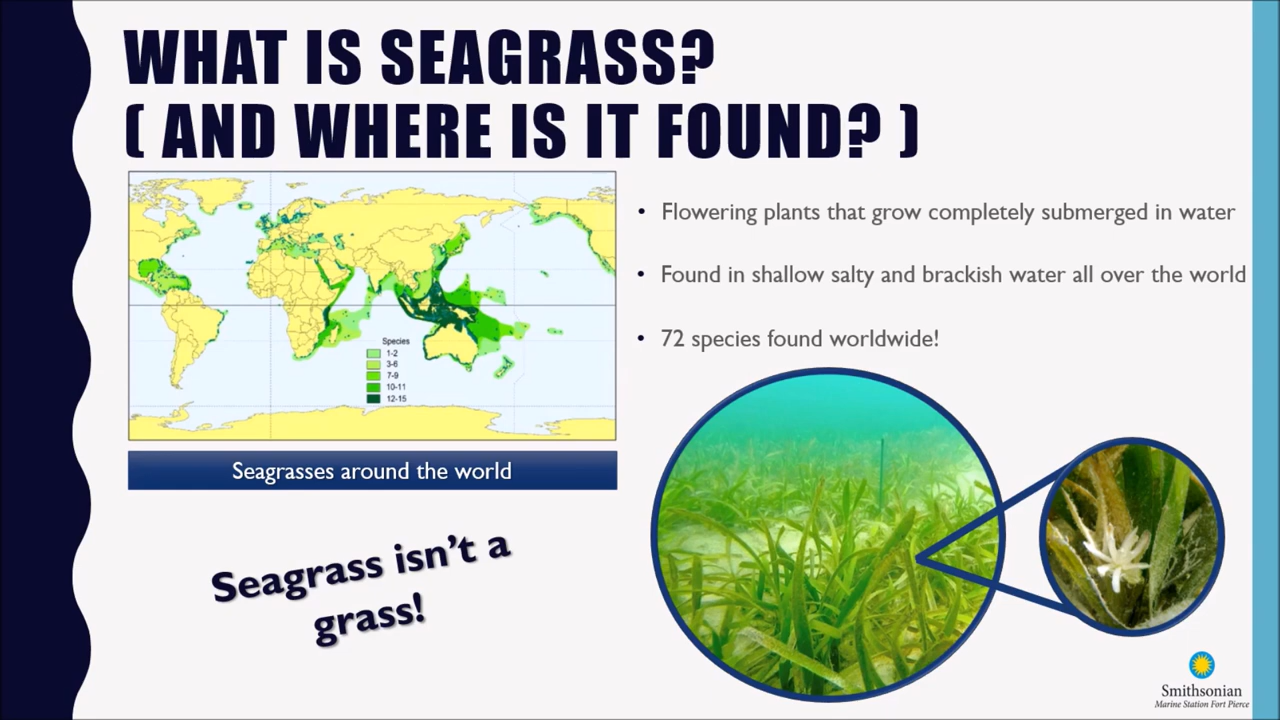 WHAT IS SEAGRASS?
( AND WHERE IS IT FOUND? )
• Flowering plants that grow completely submerged in water
• Found in shallow salty and brackish water all over the world
• 72 species found worldwide!
Species
1-2
3-6
7-9
10-11
12-15
Seagrasses around the world
Seagrass isn't a
grass!
Smithsonian
Marine Station Fort Pierce